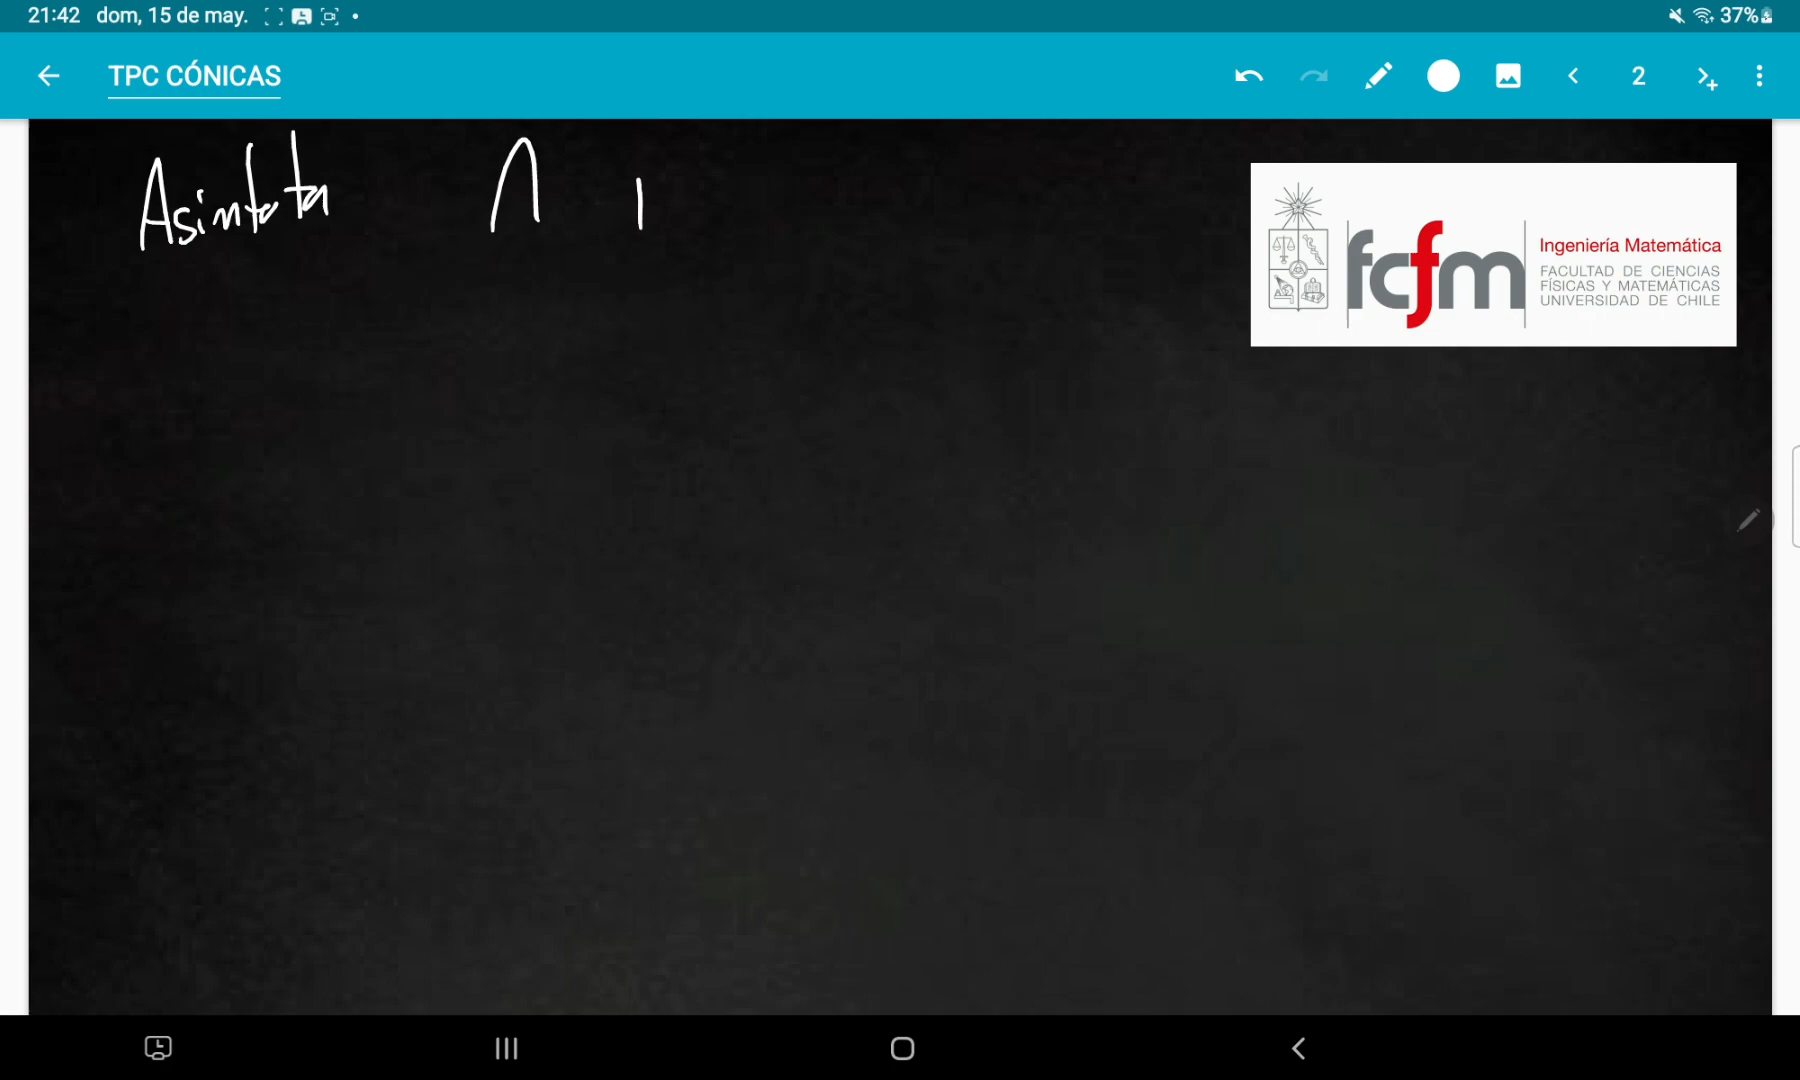 21:42 dom, 15 de may.
37%
TPC CÓNICAS
2
Asintota
fcfm
Ingeniería Matemática
FACULTAD DE CIENCIAS
FÍSICAS Y MATEMÁTICAS
UNIVERSIDAD DE CHILE